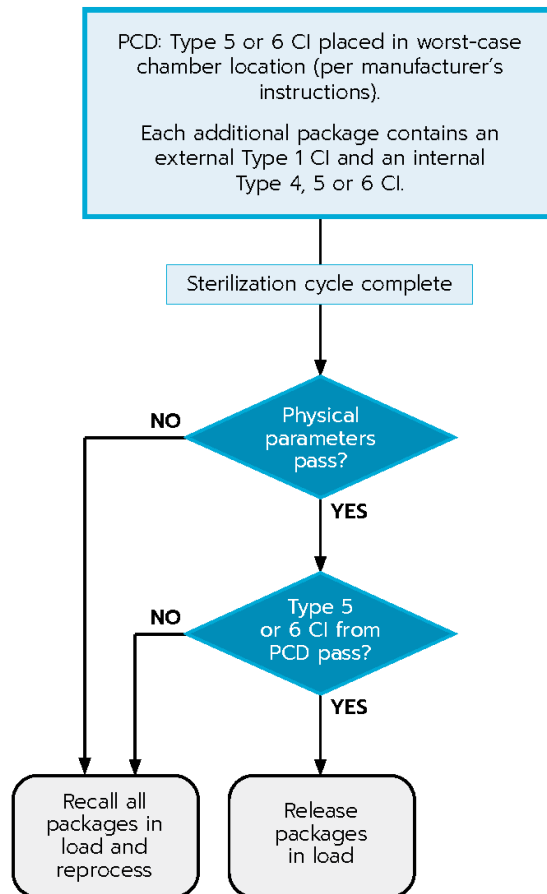 PCD: Type 5 or 6 CI placed in worst-case
chamber location (per manufacturer's
instructions).
Each additional package contains an
external Type 1 CI and an internal
Type 4, 5 or 6 CI.
Sterilization cycle complete
NO
Physical
parameters
pass?
YES
NO
Type 5
or 6 CI from
PCD pass?
YES
Recall all
packages in
load and
reprocess
Release
packages
in load